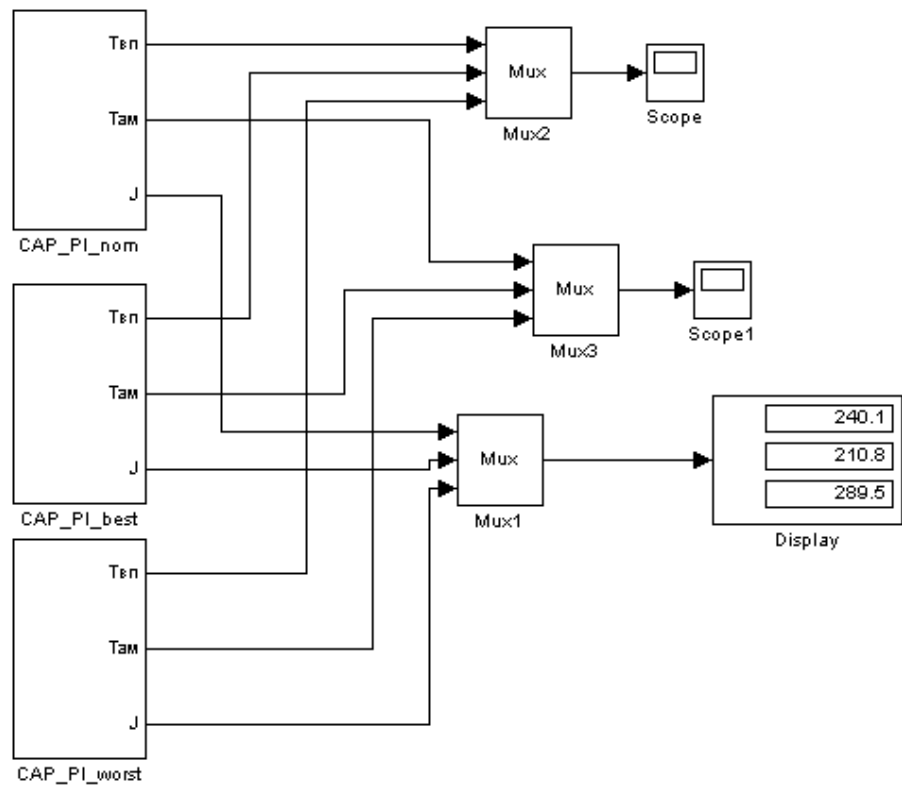 Твп
Mux
Mux2
Scope
Там
J
CAP_PI_nom
Mux
Mux3
Scope1
Твп
Там
J
CAP_PI_best
Mux
Mux1
240.1
210.8
289.5
Display
Твп
Там
J
CAP_PI_worst